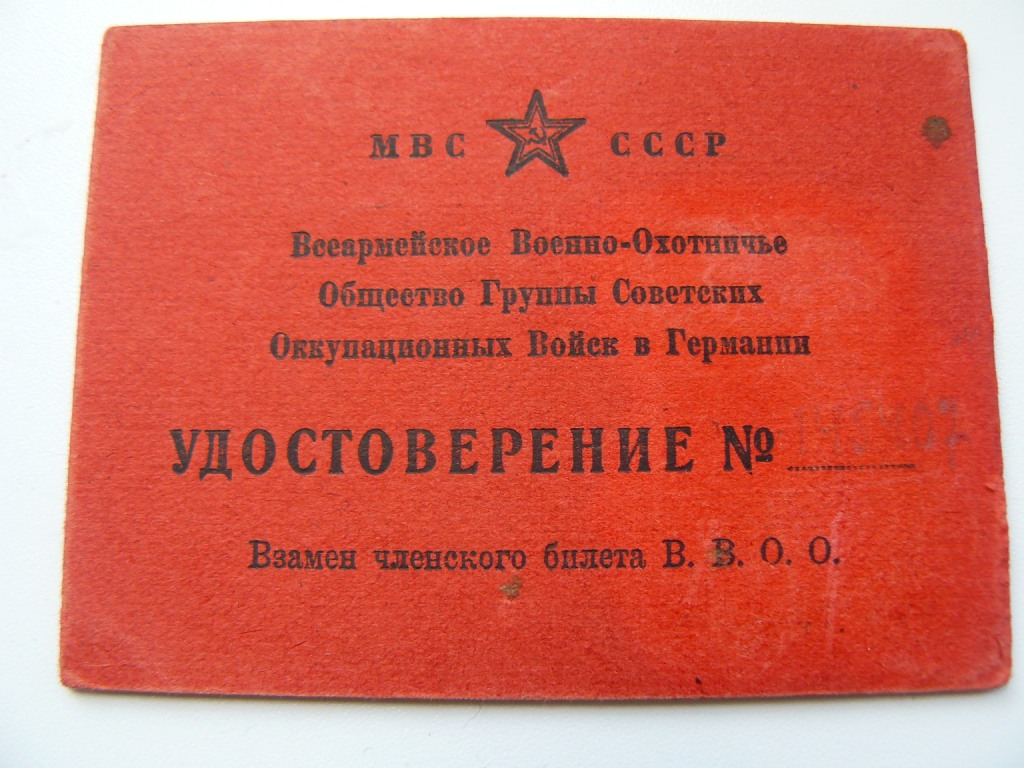 МВС СССР
Всеармейское Военно-Охотничье
Общество Группы Советских
Оккупационных Войск в Германии
УДОСТОВЕРЕНИЕ №
Взамен членского билета В. В. О. О.